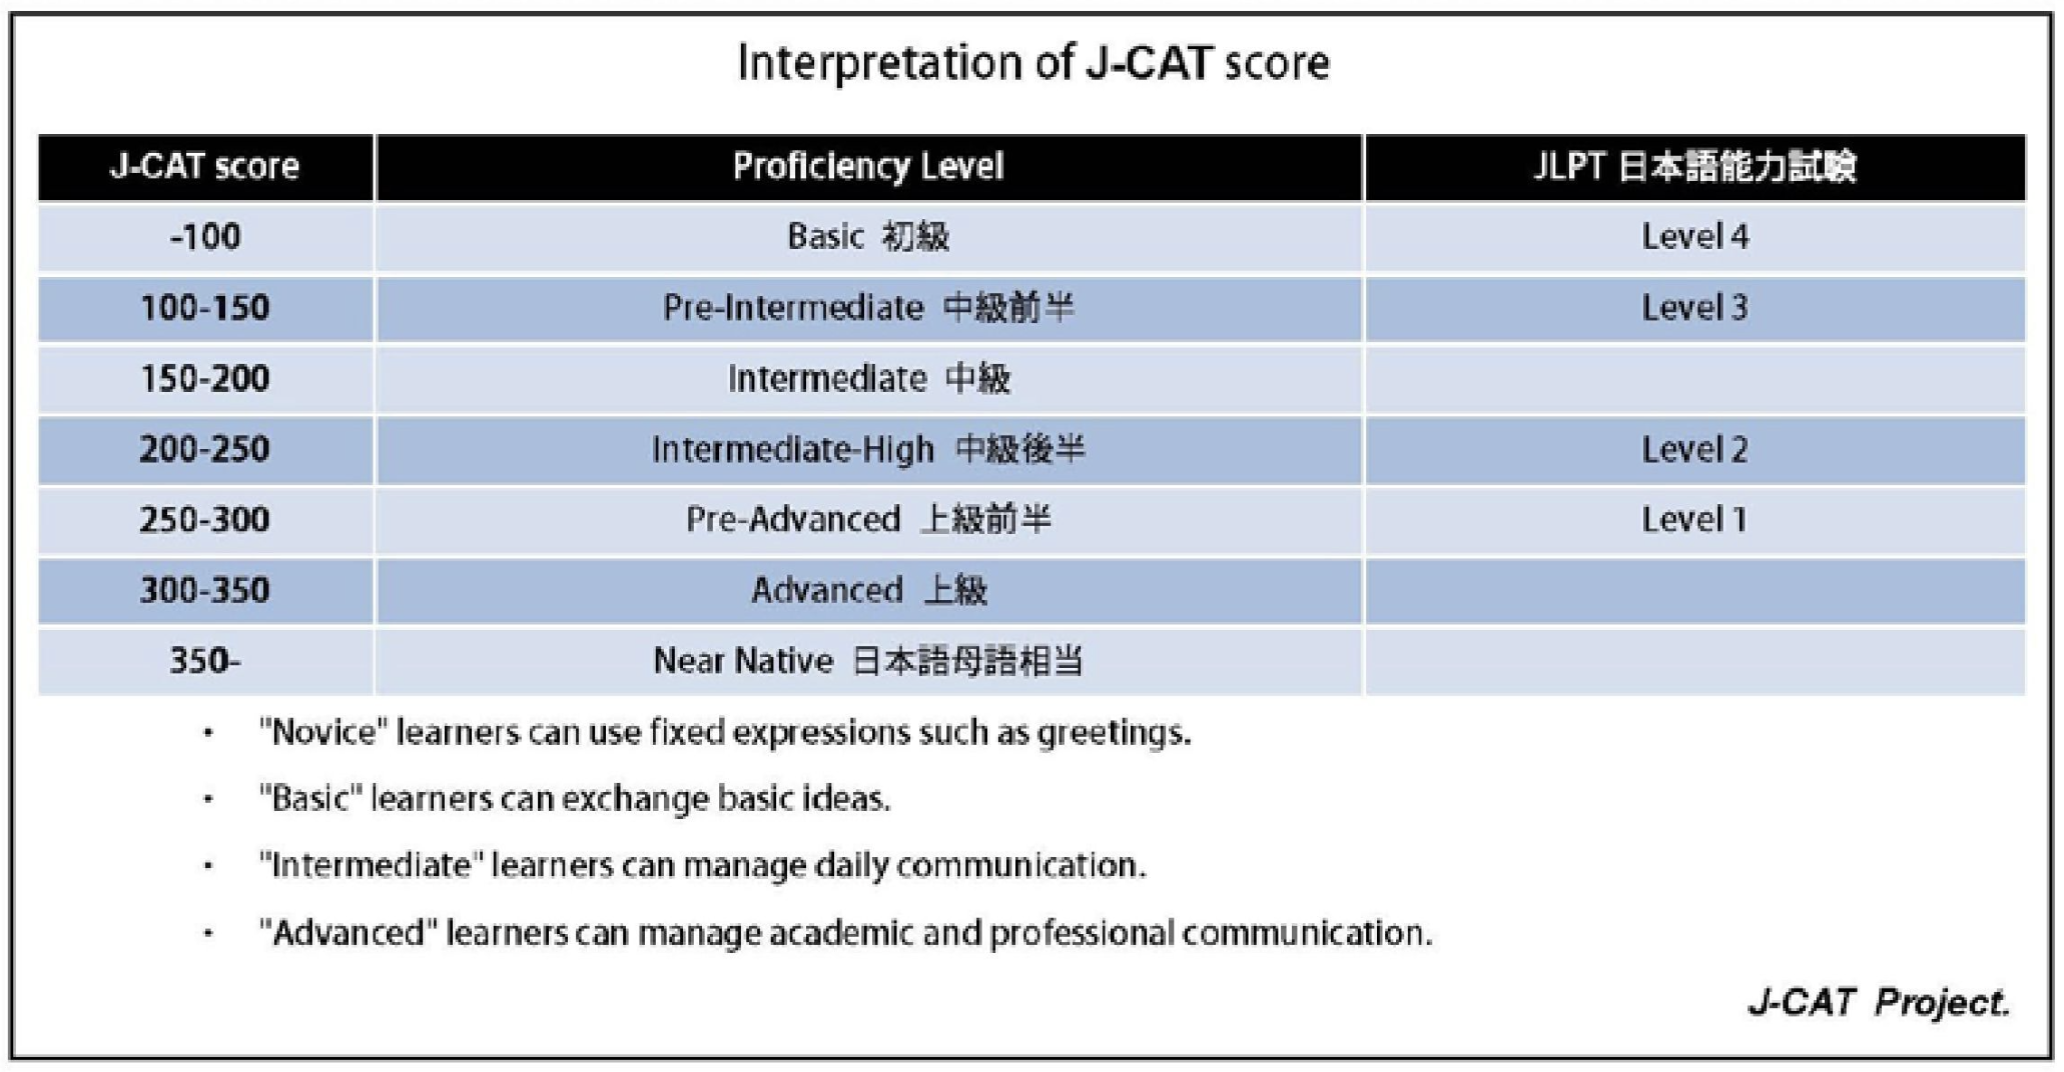 Interpretation of J-CAT score
J-CAT score Proficiency Level JLPT 日本語能力試験
-100 Basic 初級 Level 4
100-150 Pre-Intermediate 中級前半 Level 3
150-200 Intermediate 中級
200-250 Intermediate-High 中級後半 Level 2
250-300 Pre-Advanced 上級前半 Level 1
300-350 Advanced 上級
350- Near Native 日本語母語相当
・ "Novice" learners can use fixed expressions such as greetings.
・ "Basic" learners can exchange basic ideas.
・ "Intermediate" learners can manage daily communication.
・ "Advanced" learners can manage academic and professional communication.
J-CAT Project.